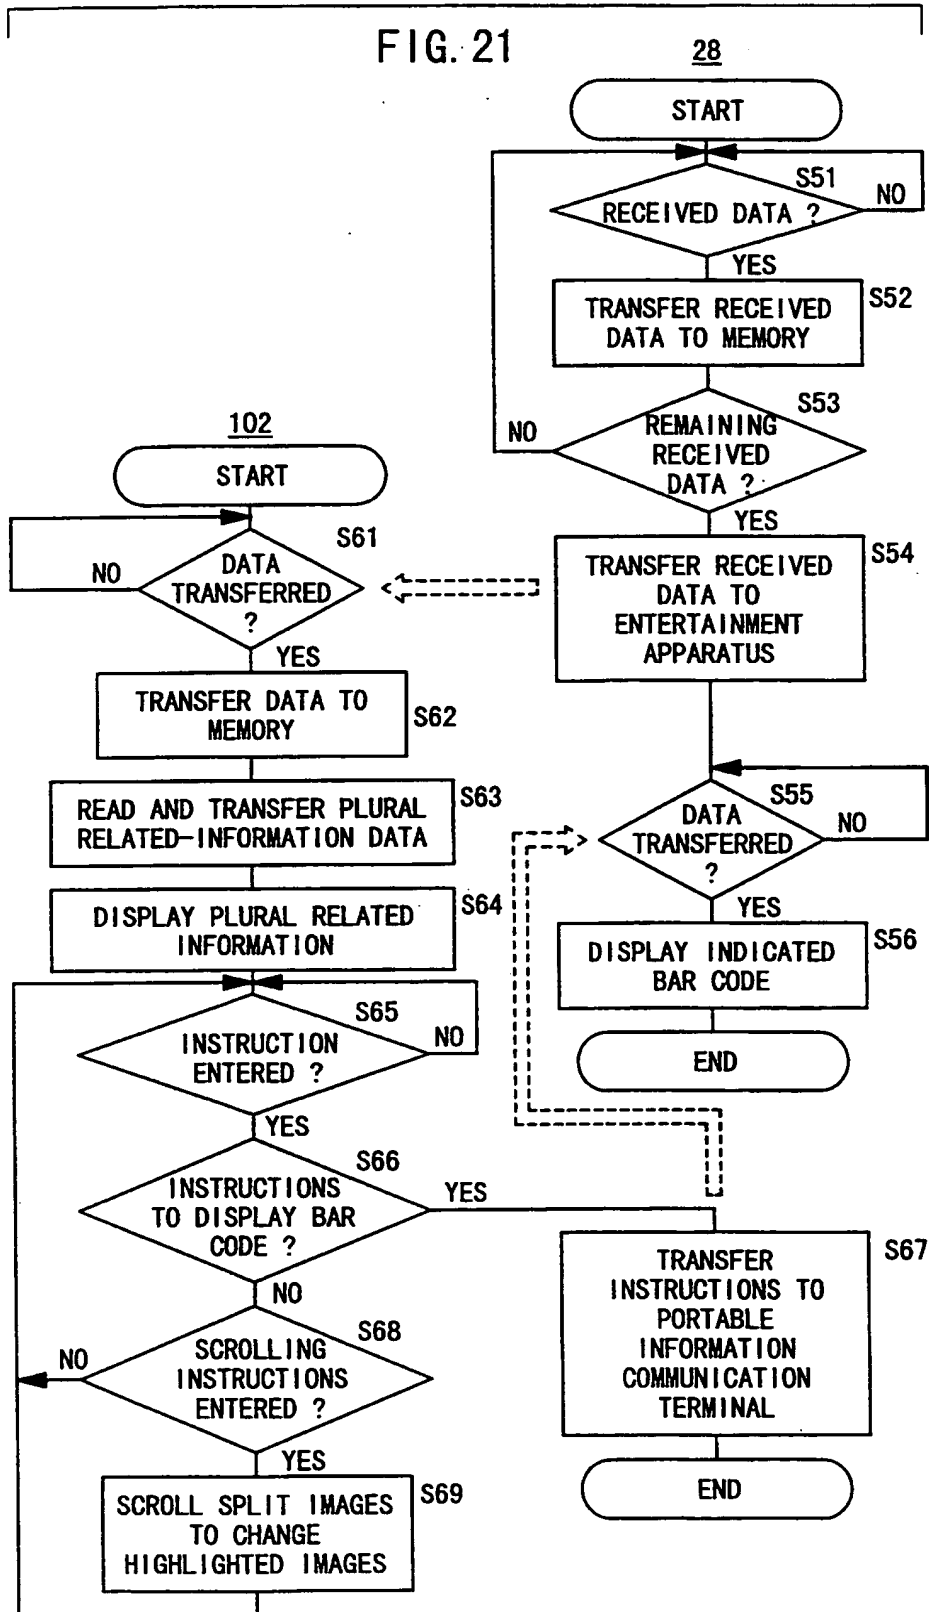 FIG. 21
28
START
S51
RECEIVED DATA ?
NO
YES
TRANSFER RECEIVED
DATA TO MEMORY
S52
S53
REMAINING
RECEIVED
DATA ?
NO
YES
TRANSFER RECEIVED
DATA TO
ENTERTAINMENT
APPARATUS
S54
S55
DATA
TRANSFERRED
?
NO
YES
DISPLAY INDICATED
BAR CODE
S56
END
102
START
S61
DATA
TRANSFERRED
?
NO
YES
TRANSFER DATA TO
MEMORY
S62
READ AND TRANSFER PLURAL
RELATED-INFORMATION DATA
S63
DISPLAY PLURAL RELATED
INFORMATION
S64
S65
INSTRUCTION
ENTERED ?
NO
YES
S66
INSTRUCTIONS
TO DISPLAY BAR
CODE ?
YES
NO
TRANSFER
INSTRUCTIONS TO
PORTABLE
INFORMATION
COMMUNICATION
TERMINAL
S67
END
S68
SCROLLING
INSTRUCTIONS
ENTERED ?
NO
YES
SCROLL SPLIT IMAGES
TO CHANGE
HIGHLIGHTED IMAGES
S69